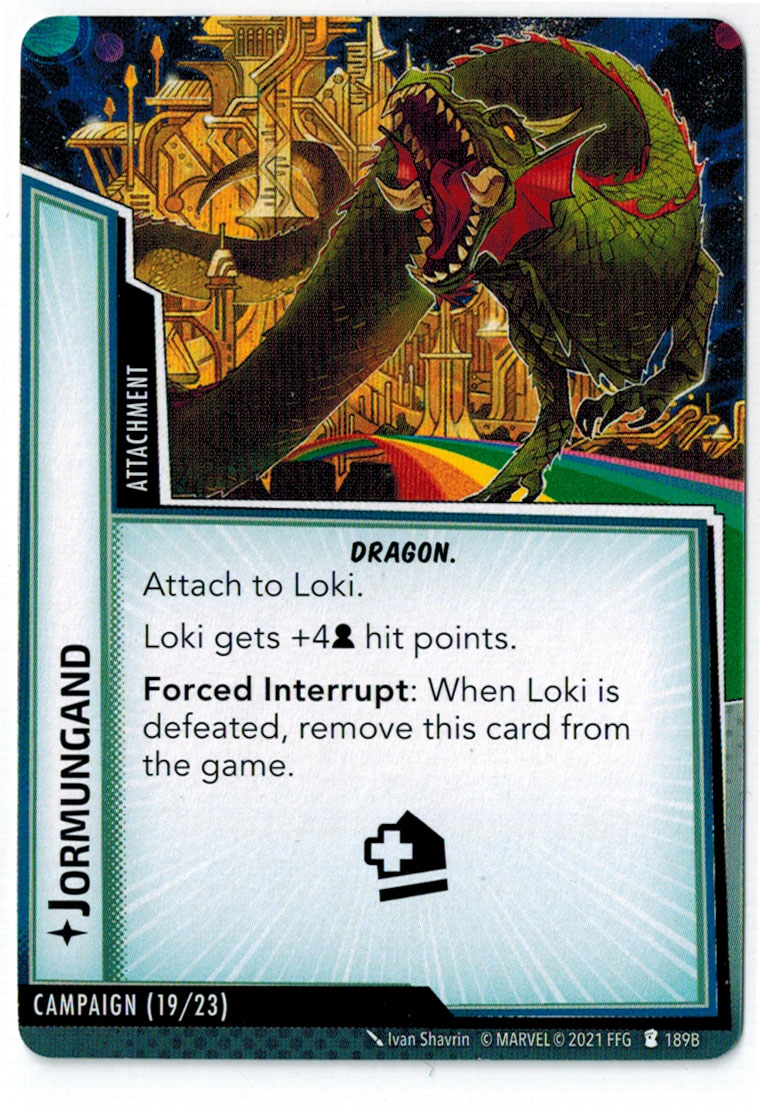 ATTACHMENT
DRAGON.
Attach to Loki.
Loki gets +4 hit points.
Forced Interrupt: When Loki is
defeated, remove this card from
the game.
JORMUNGAND
CAMPAIGN (19/23)
Ivan Shavrin © MARVEL © 2021 FFG 189B